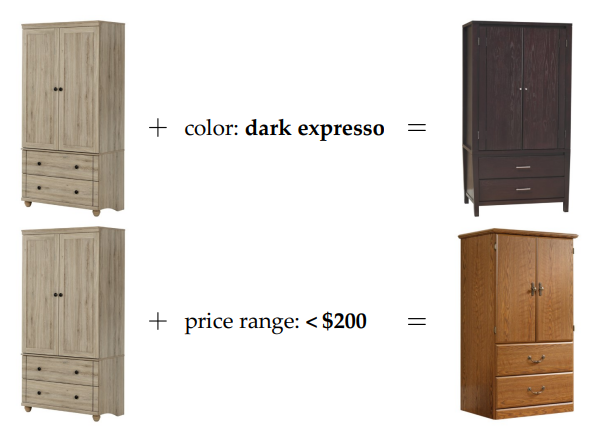 + color: dark expresso =
+ price range: < $200 =